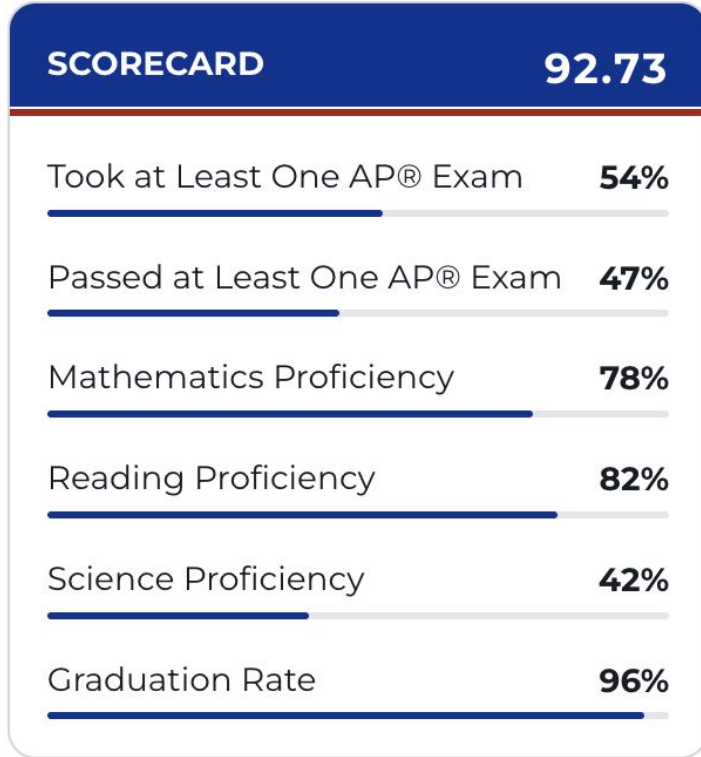 SCORECARD 92.73
Took at Least One AP® Exam 54%
Passed at Least One AP® Exam 47%
Mathematics Proficiency 78%
Reading Proficiency 82%
Science Proficiency 42%
Graduation Rate 96%